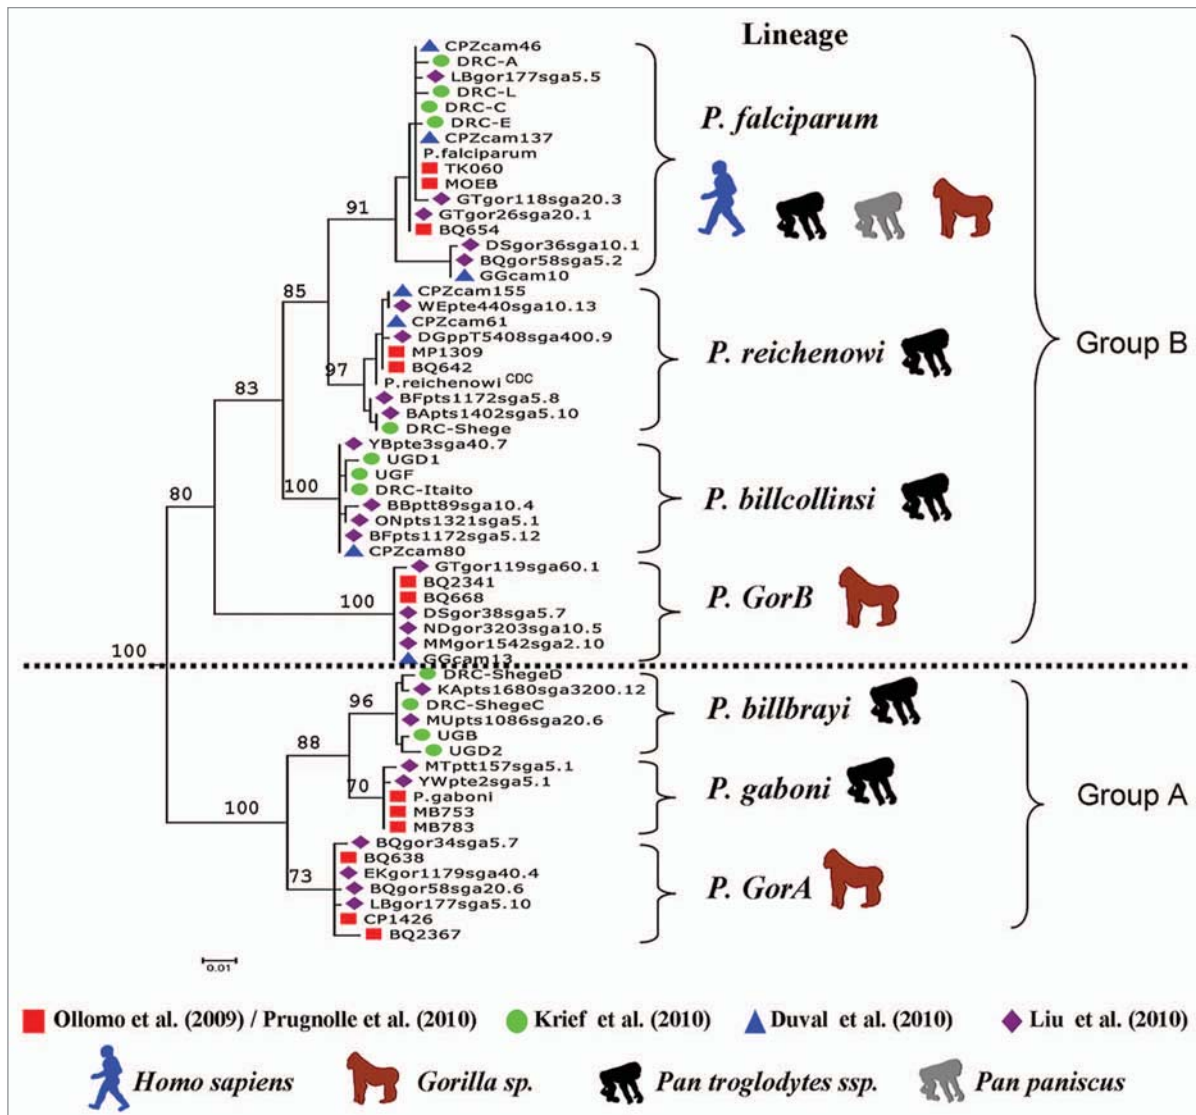 Lineage
CPZcam46
DRC-A
LBgor177sga5.5
DRC-L
DRC-C
DRC-E
CPZcam137
P.falciparum
TK060
MOEB
GTgor118sga20.3
GTgor26sga20.1
BQ654
DSgor36sga10.1
BQgor58sga5.2
GGcam10
91
P. falciparum
85
CPZcam155
WEpte440sga10.13
CPZcam61
DGppT5408sga400.9
MP1309
BQ642
P.reichenowi CDC
BFpts1172sga5.8
BApts1402sga5.10
DRC-Shege
97
P. reichenowi
Group B
83
YBpte3sga40.7
UGD1
UGF
DRC-Itaito
BBptt89sga10.4
ONpts1321sga5.1
BFpts1172sga5.12
CPZcam80
100
P. billcollinsi
80
GTgor119sga60.1
BQ2341
BQ668
DSgor38sga5.7
NDgor3203sga10.5
MMgor1542sga2.10
GGcam13
100
P. GorB
100
DRC-ShegeD
KApts1680sga3200.12
DRC-ShegeC
MUpts1086sga20.6
UGB
UGD2
96
P. billbrayi
88
MTptt157sga5.1
YWpte2sga5.1
P.gaboni
MB753
MB783
70
P. gaboni
Group A
100
BQgor34sga5.7
BQ638
EKgor1179sga40.4
BQgor58sga20.6
LBgor177sga5.10
CP1426
BQ2367
73
P. GorA
0.01
Ollomo et al. (2009) / Prugnolle et al. (2010) Krief et al. (2010) Duval et al. (2010) Liu et al. (2010)
Homo sapiens Gorilla sp. Pan troglodytes ssp. Pan paniscus